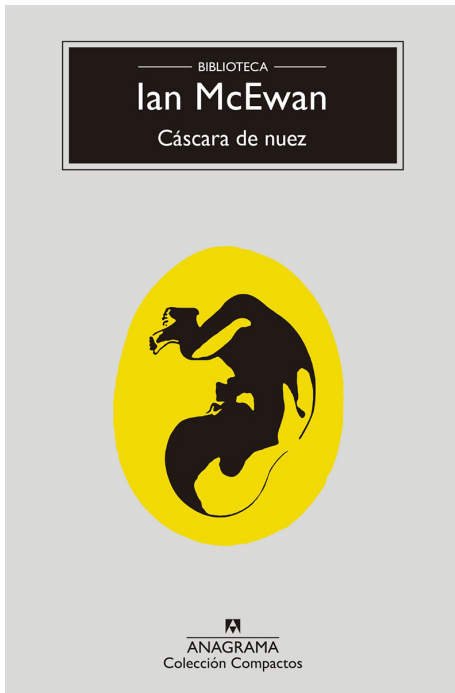 BIBLIOTECA
Ian McEwan
Cáscara de nuez
ANAGRAMA
Colección Compactos